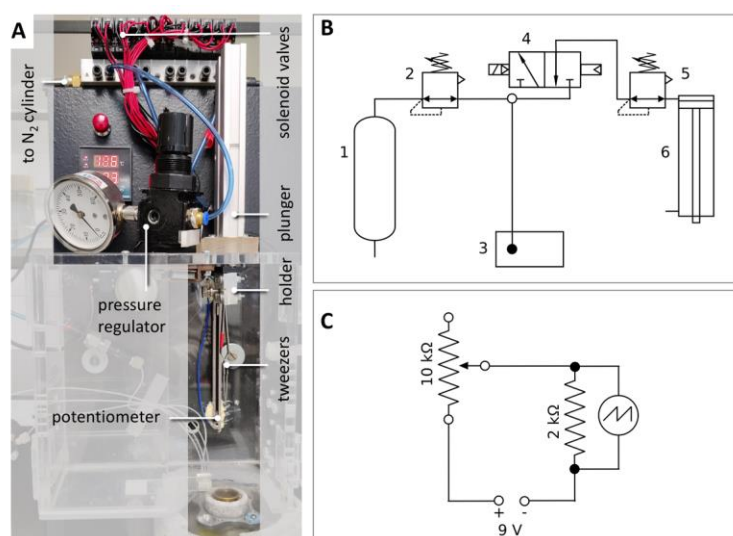 A
to N2 cylinder
solenoid valves
plunger
pressure
regulator
holder
tweezers
potentiometer
B
1
2
3
4
5
6
C
10 kΩ
2 kΩ
+ -
9 V